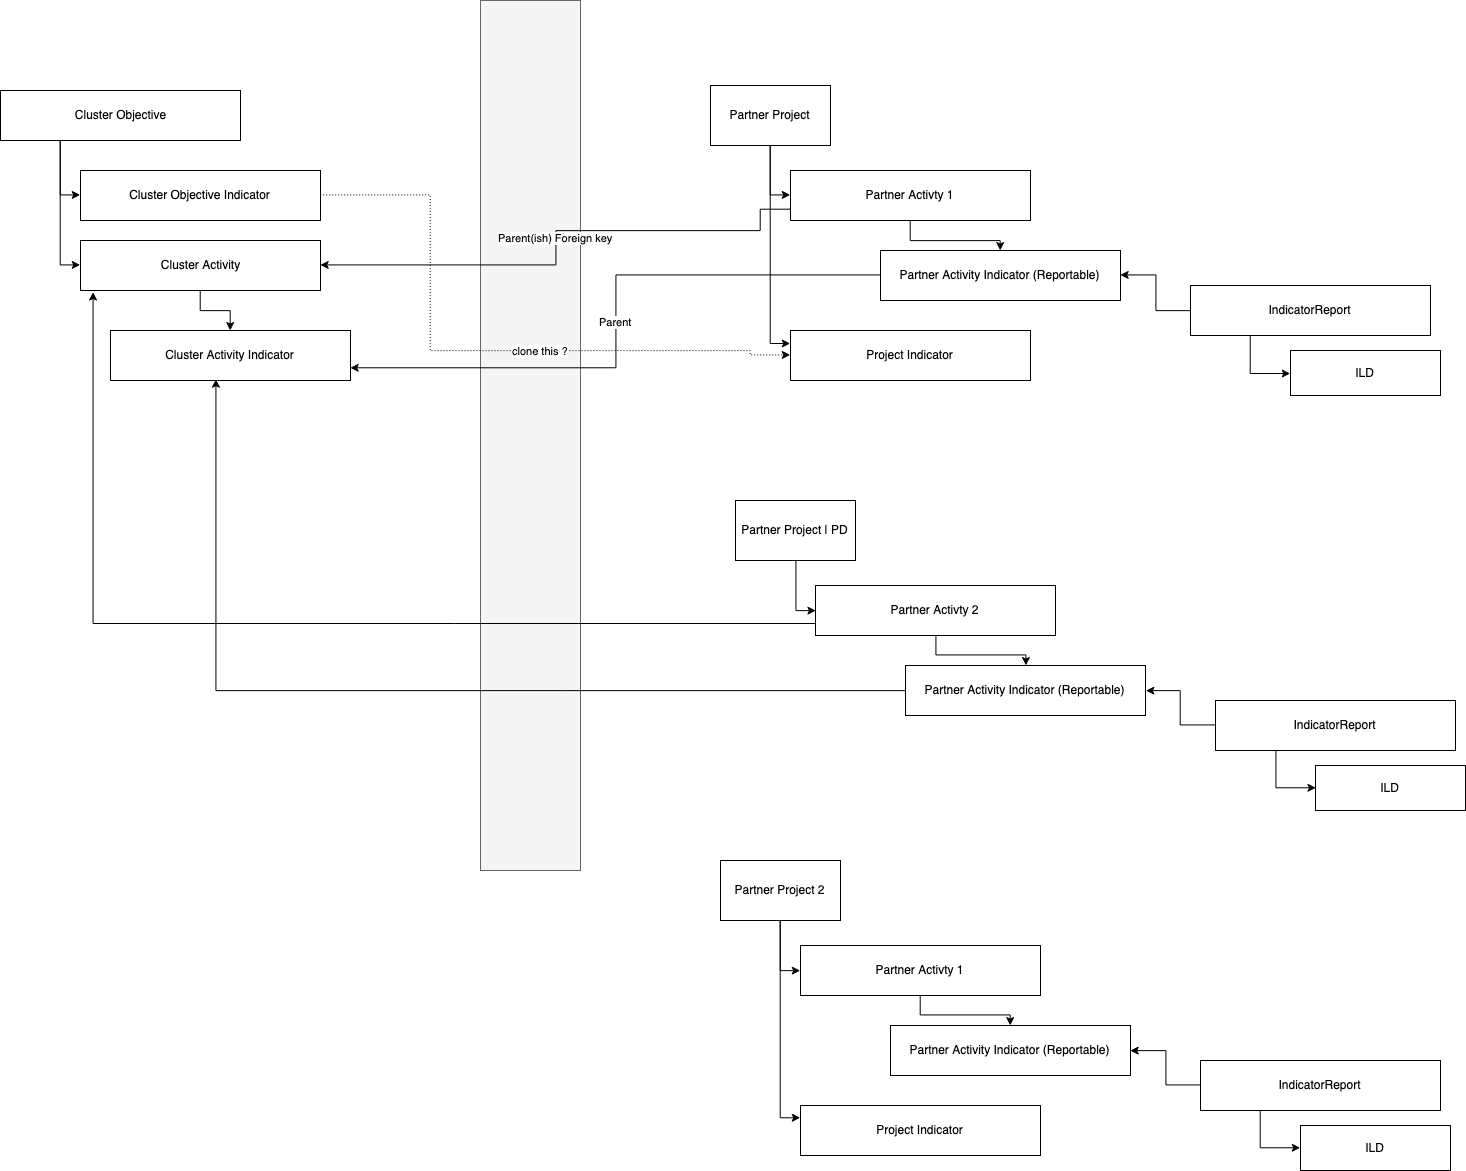 Cluster Objective
Partner Project
Cluster Objective Indicator
Partner Activty 1
Parent(ish) Foreign key
Cluster Activity
Partner Activity Indicator (Reportable)
IndicatorReport
Parent
clone this ?
Cluster Activity Indicator
Project Indicator
ILD
Partner Project | PD
Partner Activty 2
Partner Activity Indicator (Reportable)
IndicatorReport
ILD
Partner Project 2
Partner Activty 1
Partner Activity Indicator (Reportable)
IndicatorReport
Project Indicator
ILD